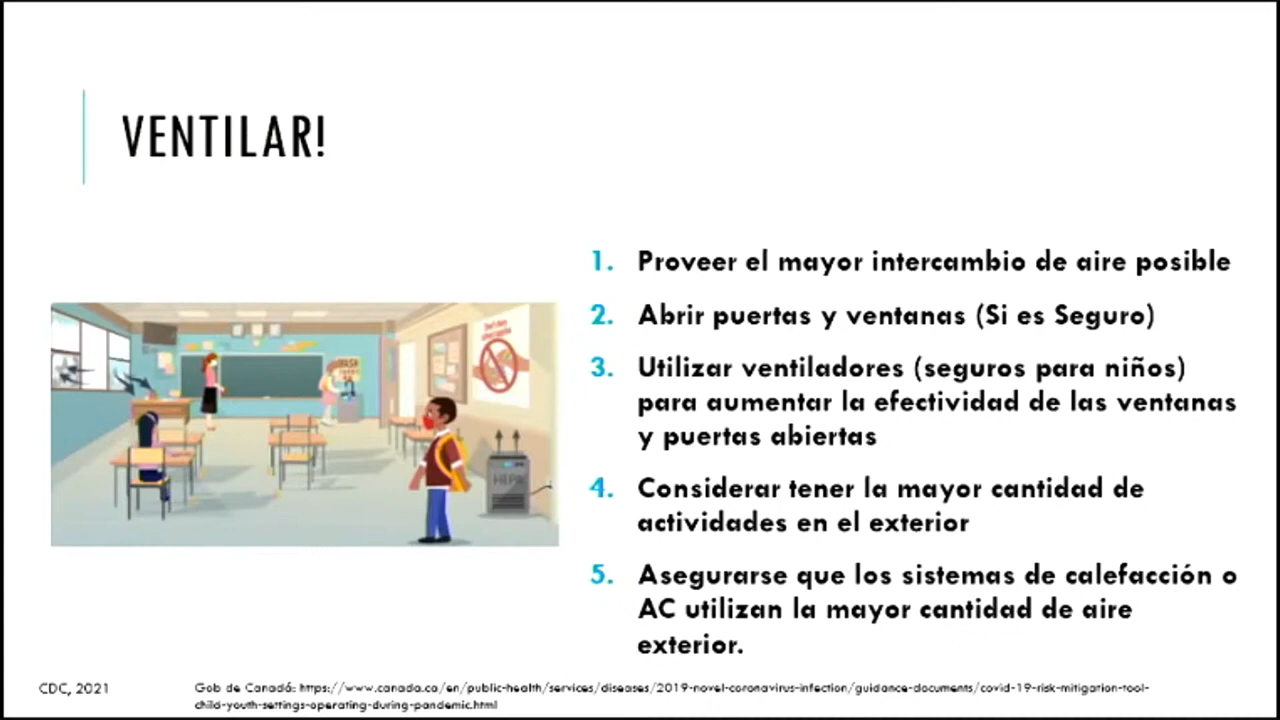 VENTILAR!
1. Proveer el mayor intercambio de aire posible
2. Abrir puertas y ventanas (Si es Seguro)
3. Utilizar ventiladores (seguros para niños)
para aumentar la efectividad de las ventanas
y puertas abiertas
4. Considerar tener la mayor cantidad de
actividades en el exterior
5. Asegurarse que los sistemas de calefacción o
AC utilizan la mayor cantidad de aire
exterior.
WASH
HEPA
CDC, 2021
Gob de Canadá: https://www.canada.ca/en/public-health/services/diseases/2019-novel-coronavirus-infection/guidance-documents/covid-19-risk-mitigation-tool-
child-youth-settings-operating-during-pandemic.html